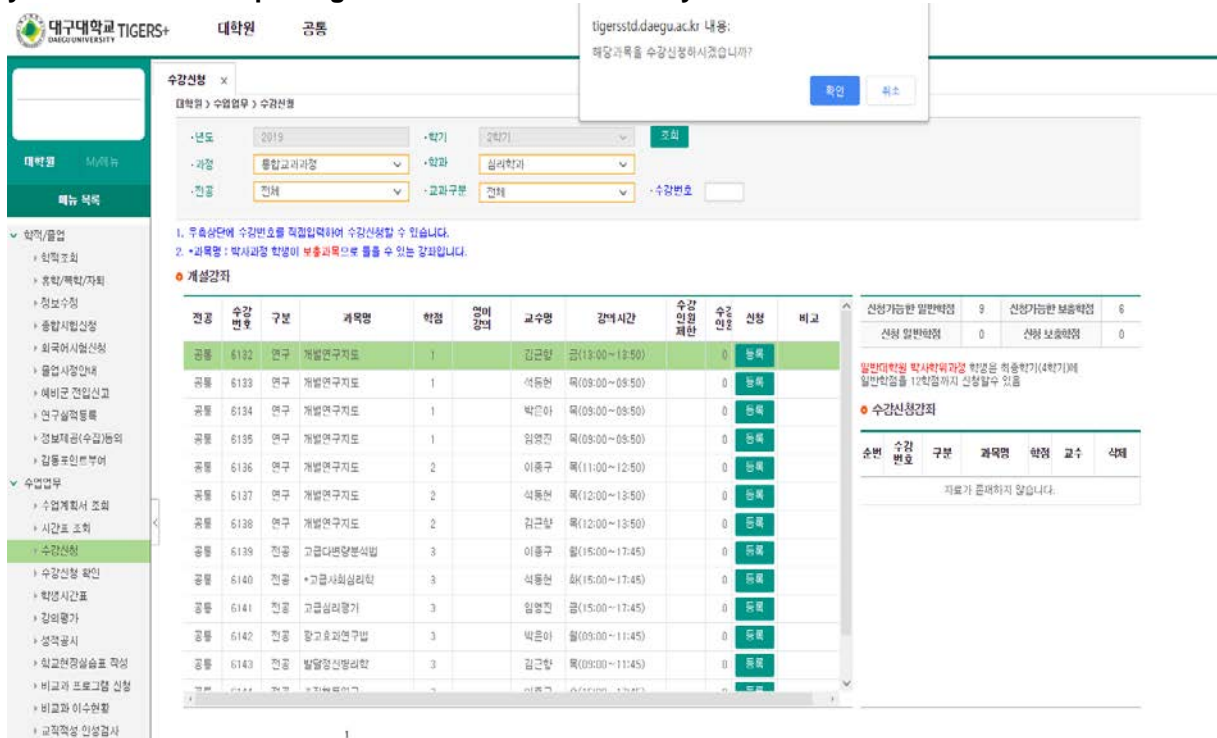 대구대학교 TIGERS+ 대학원 공통
DAEGU UNIVERSITY
tigersstd.daegu.ac.kr 내용:
해당과목을 수강신청하시겠습니까?
확인 취소
수강신청 ×
대학원 > 수업업무 > 수강신청
·년도 2019 ·학기 2학기 조회
·과정 통합교과과정 ·학과 심리학과
·전공 전체 ·교과구분 전체 ·수강번호
대학원 My메뉴
메뉴 목록
학적/졸업
학적조회
휴학/복학/자퇴
정보수정
종합시험신청
외국어시험신청
졸업사정안내
예비군 전입신고
연구실적등록
정보제공(수집)동의
감동포인트부여
수업업무
수업계획서 조회
시간표 조회
수강신청
수강신청 확인
학생시간표
강의평가
성적공시
학교현장실습표 작성
비교과 프로그램 신청
비교과 이수현황
교직적성 인성검사
1. 우측상단에 수강번호를 직접입력하여 수강신청할 수 있습니다.
2. *과목명 : 박사과정 학생이 보충과목으로 들을 수 있는 강좌입니다.
개설강좌
전공 수강번호 구분 과목명 학점 영어강의 교수명 강의시간 수강인원제한 수강인원 신청 비고
공통 6132 연구 개별연구지도 1 김근향 금(13:00~13:50) 0 등록
공통 6133 연구 개별연구지도 1 석동헌 목(09:00~09:50) 0 등록
공통 6134 연구 개별연구지도 1 박은아 목(09:00~09:50) 0 등록
공통 6135 연구 개별연구지도 1 임영진 목(09:00~09:50) 0 등록
공통 6136 연구 개별연구지도 2 이종구 목(11:00~12:50) 0 등록
공통 6137 연구 개별연구지도 2 석동헌 목(12:00~13:50) 0 등록
공통 6138 연구 개별연구지도 2 김근향 목(12:00~13:50) 0 등록
공통 6139 전공 고급다변량분석법 3 이종구 월(15:00~17:45) 0 등록
공통 6140 전공 *고급사회심리학 3 석동헌 화(15:00~17:45) 0 등록
공통 6141 전공 고급심리평가 3 임영진 금(15:00~17:45) 0 등록
공통 6142 전공 광고효과연구법 3 박은아 월(09:00~11:45) 0 등록
공통 6143 전공 발달정신병리학 3 김근향 목(09:00~11:45) 0 등록
신청가능한 일반학점 9 신청가능한 보충학점 6
신청 일반학점 0 신청 보충학점 0
일반대학원 박사학위과정 학생은 최종학기(4학기)에
일반학점을 12학점까지 신청할수 있음
수강신청강좌
순번 수강번호 구분 과목명 학점 교수 삭제
자료가 존재하지 않습니다.
1